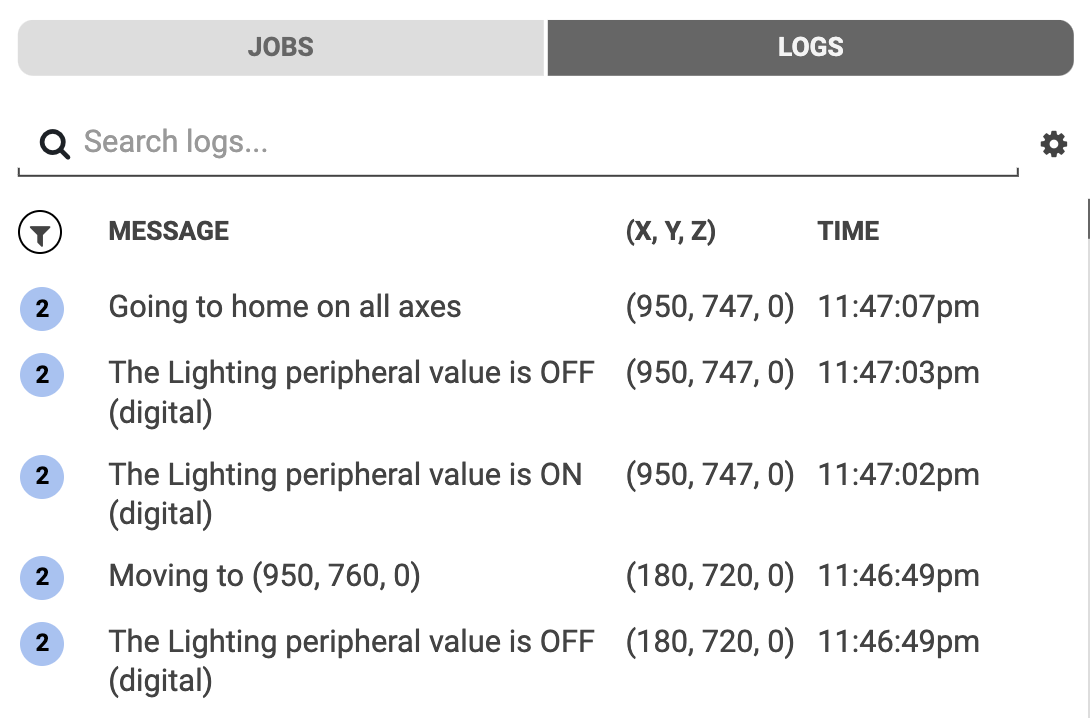 JOBS LOGS
Search logs...
MESSAGE (X, Y, Z) TIME
2 Going to home on all axes (950, 747, 0) 11:47:07pm
2 The Lighting peripheral value is OFF (950, 747, 0) 11:47:03pm
(digital)
2 The Lighting peripheral value is ON (950, 747, 0) 11:47:02pm
(digital)
2 Moving to (950, 760, 0) (180, 720, 0) 11:46:49pm
2 The Lighting peripheral value is OFF (180, 720, 0) 11:46:49pm
(digital)